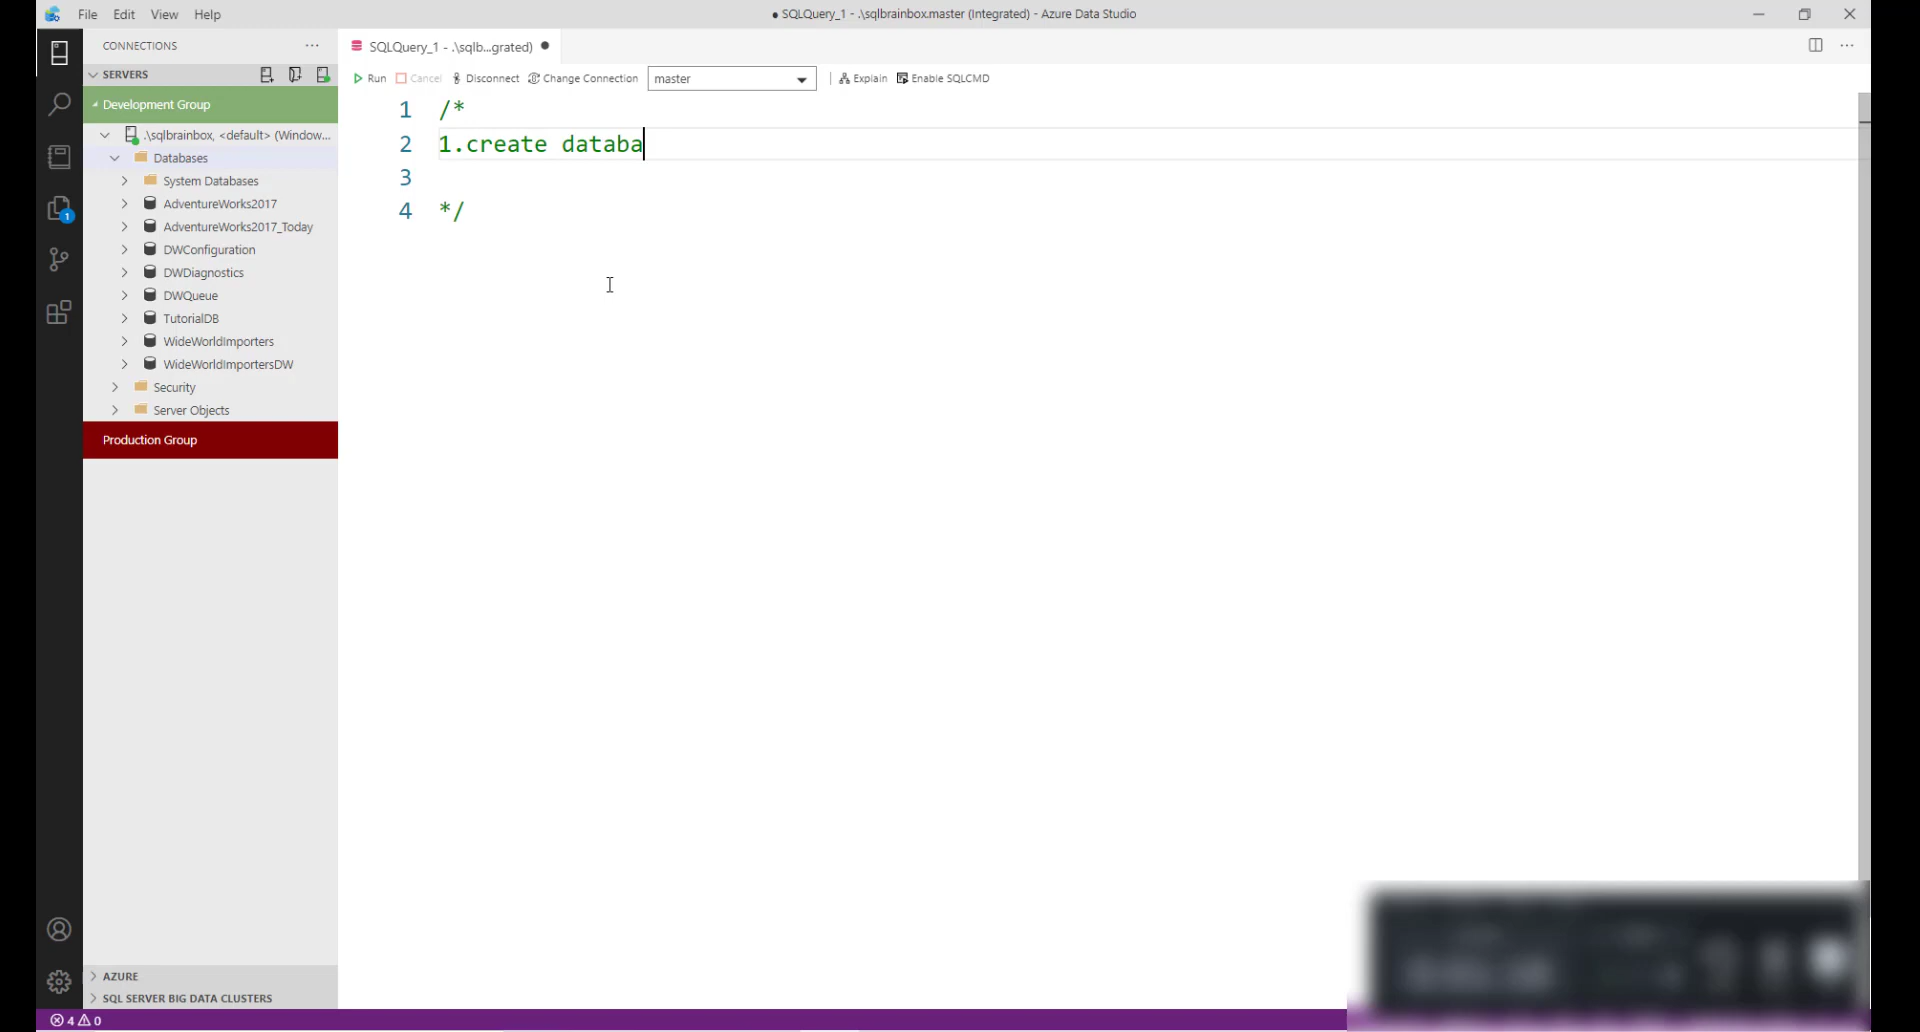 File Edit View Help
● SQLQuery_1 - .\sqlbrainbox.master (Integrated) - Azure Data Studio
CONNECTIONS
SERVERS
Development Group
.\sqlbrainbox, <default> (Window...
Databases
System Databases
AdventureWorks2017
AdventureWorks2017_Today
DWConfiguration
DWDiagnostics
DWQueue
TutorialDB
WideWorldImporters
WideWorldImportersDW
Security
Server Objects
Production Group
AZURE
SQL SERVER BIG DATA CLUSTERS
SQLQuery_1 - .\sqlb...grated) ●
Run Cancel Disconnect Change Connection master Explain Enable SQLCMD
1 /*
2 1.create databa
3
4 */
1
4 0